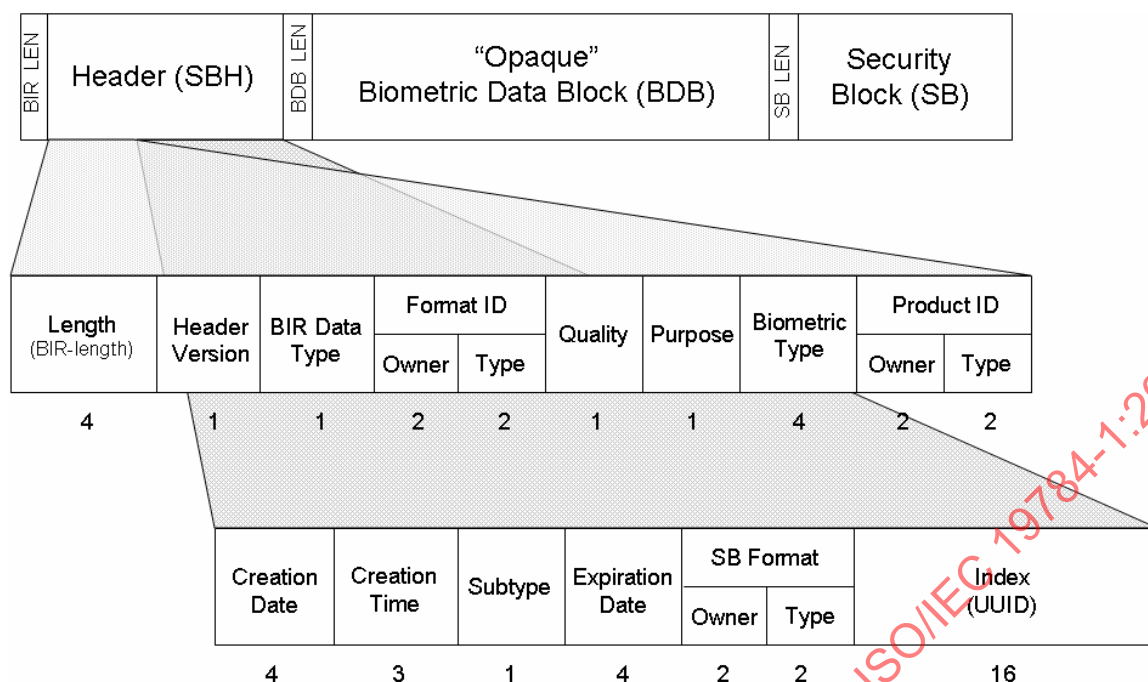 BIR LEN
Header (SBH)
BDB LEN
“Opaque”
Biometric Data Block (BDB)
SB LEN
Security
Block (SB)
Length
(BIR-length)
Header
Version
BIR Data
Type
Format ID
Owner
Type
Quality
Purpose
Biometric
Type
Product ID
Owner
Type
4
1
1
2
2
1
1
4
2
2
Creation
Date
Creation
Time
Subtype
Expiration
Date
SB Format
Owner
Type
Index
(UUID)
4
3
1
4
2
2
16
ISO/IEC 19784-1:20